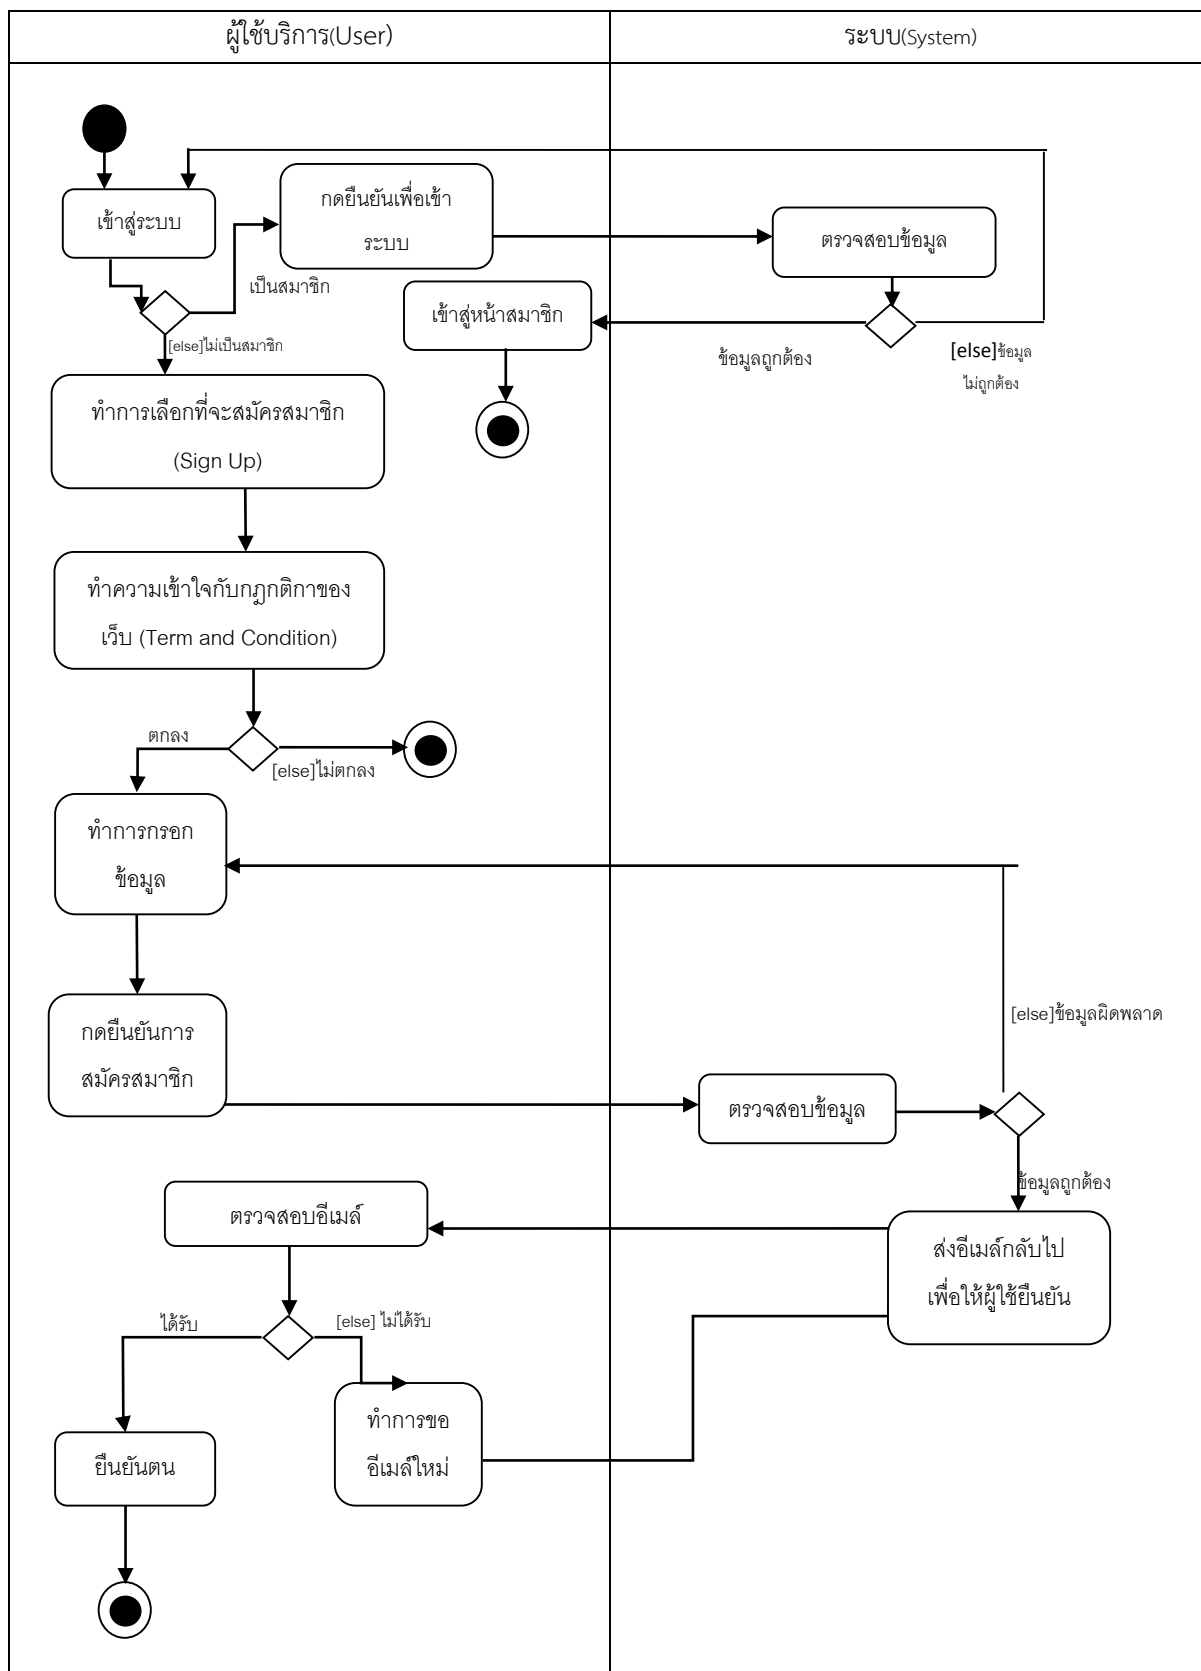 ผู้ใช้บริการ(User)
ระบบ(System)
เข้าสู่ระบบ
กดยืนยันเพื่อเข้า
ระบบ
ตรวจสอบข้อมูล
เป็นสมาชิก
เข้าสู่หน้าสมาชิก
[else]ไม่เป็นสมาชิก
ข้อมูลถูกต้อง
[else]ข้อมูล
ไม่ถูกต้อง
ทำการเลือกที่จะสมัครสมาชิก
(Sign Up)
ทำความเข้าใจกับกฎกติกาของ
เว็บ (Term and Condition)
ตกลง
[else]ไม่ตกลง
ทำการกรอก
ข้อมูล
[else]ข้อมูลผิดพลาด
กดยืนยันการ
สมัครสมาชิก
ตรวจสอบข้อมูล
ข้อมูลถูกต้อง
ตรวจสอบอีเมล์
ส่งอีเมล์กลับไป
เพื่อให้ผู้ใช้ยืนยัน
ได้รับ
[else] ไม่ได้รับ
ทำการขอ
อีเมล์ใหม่
ยืนยันตน